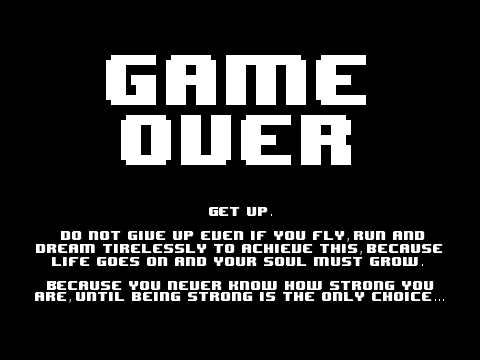 GAME
OVER
GET UP.
DO NOT GIVE UP EVEN IF YOU FLY, RUN AND
DREAM TIRELESSLY TO ACHIEVE THIS, BECAUSE
LIFE GOES ON AND YOUR SOUL MUST GROW.
BECAUSE YOU NEVER KNOW HOW STRONG YOU
ARE, UNTIL BEING STRONG IS THE ONLY CHOICE...